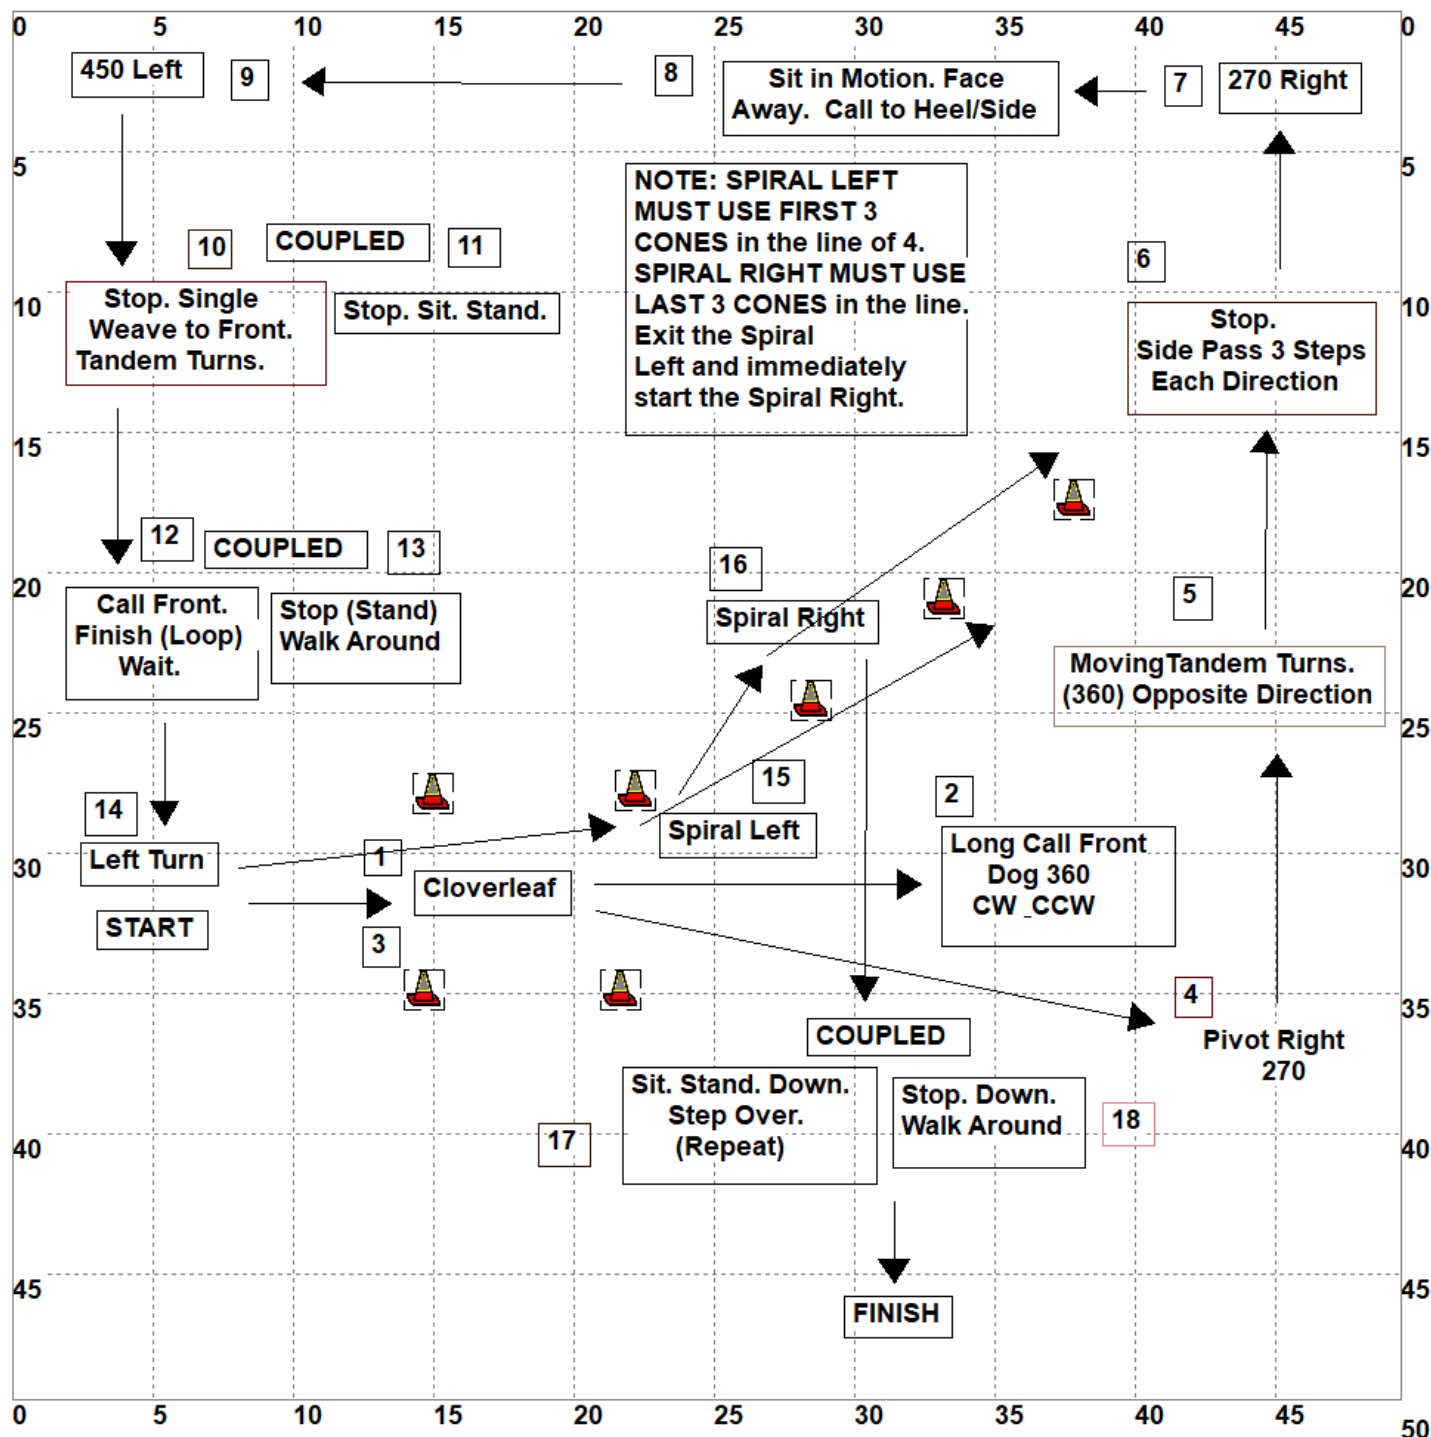 0 5 10 15 20 25 30 35 40 45 0
450 Left
9
8
Sit in Motion. Face
Away. Call to Heel/Side
7
270 Right
5
5
NOTE: SPIRAL LEFT
MUST USE FIRST 3
CONES in the line of 4.
SPIRAL RIGHT MUST USE
LAST 3 CONES in the line.
Exit the Spiral
Left and immediately
start the Spiral Right.
10
COUPLED
11
6
10
10
Stop. Single
Weave to Front.
Tandem Turns.
Stop. Sit. Stand.
Stop.
Side Pass 3 Steps
Each Direction
15
15
12
COUPLED
13
16
20
20
5
Call Front.
Finish (Loop)
Wait.
Stop (Stand)
Walk Around
Spiral Right
MovingTandem Turns.
(360) Opposite Direction
25
25
14
15
2
Left Turn
1
Spiral Left
30
30
Cloverleaf
Long Call Front
Dog 360
CW _CCW
START
3
35
35
4
Pivot Right
270
COUPLED
Sit. Stand. Down.
Step Over.
(Repeat)
Stop. Down.
Walk Around
17
18
40
40
45
45
FINISH
0 5 10 15 20 25 30 35 40 45 50